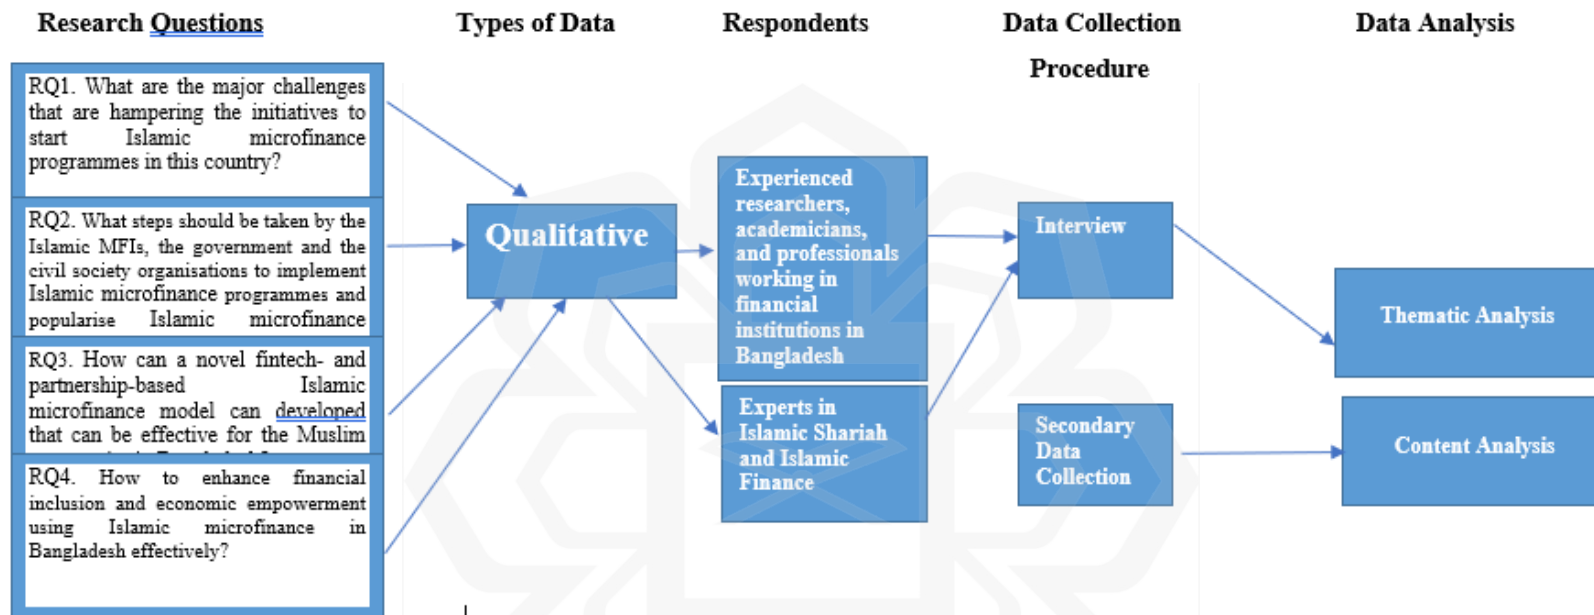 Research Questions
Types of Data
Respondents
Data Collection
Procedure
Data Analysis
RQ1. What are the major challenges
that are hampering the initiatives to
start Islamic microfinance
programmes in this country?
RQ2. What steps should be taken by the
Islamic MFIs, the government and the
civil society organisations to implement
Islamic microfinance programmes and
popularise Islamic microfinance
RQ3. How can a novel fintech- and
partnership-based Islamic
microfinance model can developed
that can be effective for the Muslim
RQ4. How to enhance financial
inclusion and economic empowerment
using Islamic microfinance in
Bangladesh effectively?
Qualitative
Experienced
researchers,
academicians,
and professionals
working in
financial
institutions in
Bangladesh
Experts in
Islamic Shariah
and Islamic
Finance
Interview
Secondary
Data
Collection
Thematic Analysis
Content Analysis